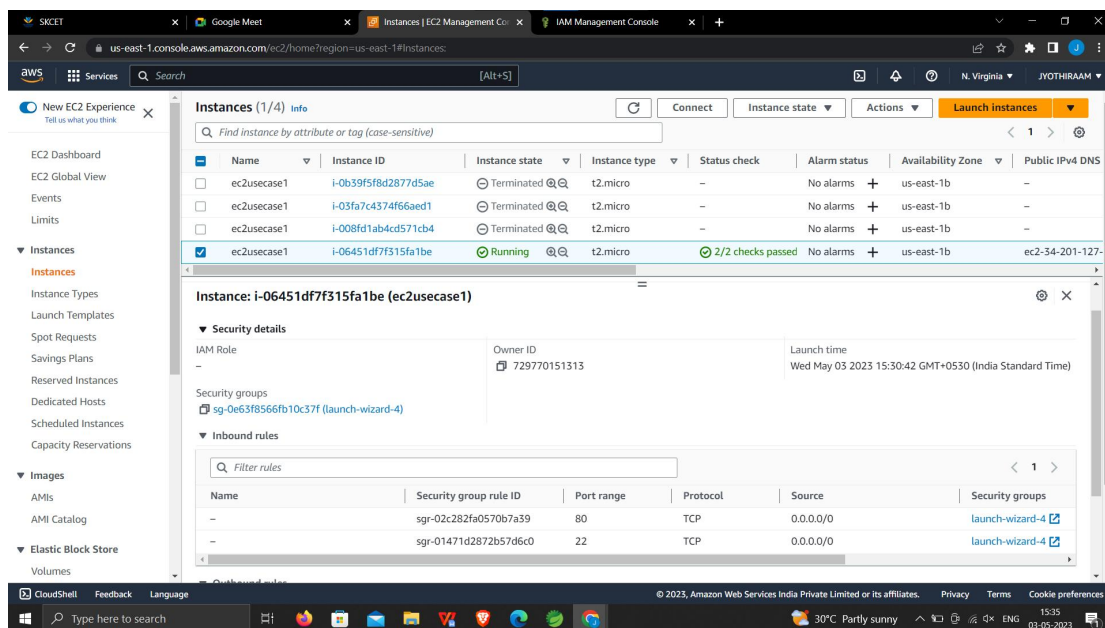 SKCET
Google Meet
Instances | EC2 Management Co
IAM Management Console
us-east-1.console.aws.amazon.com/ec2/home?region=us-east-1#Instances:
aws Services Search [Alt+S] N. Virginia JYOTHIRAAM
New EC2 Experience
Tell us what you think
EC2 Dashboard
EC2 Global View
Events
Limits
Instances
Instances
Instance Types
Launch Templates
Spot Requests
Savings Plans
Reserved Instances
Dedicated Hosts
Scheduled Instances
Capacity Reservations
Images
AMIs
AMI Catalog
Elastic Block Store
Volumes
Instances (1/4) Info Connect Instance state Actions Launch instances
Find instance by attribute or tag (case-sensitive) 1
Name Instance ID Instance state Instance type Status check Alarm status Availability Zone Public IPv4 DNS
ec2usecase1 i-0b39f5f8d2877d5ae Terminated t2.micro – No alarms + us-east-1b –
ec2usecase1 i-03fa7c4374f66aed1 Terminated t2.micro – No alarms + us-east-1b –
ec2usecase1 i-008fd1ab4cd571cb4 Terminated t2.micro – No alarms + us-east-1b –
ec2usecase1 i-06451df7f315fa1be Running t2.micro 2/2 checks passed No alarms + us-east-1b ec2-34-201-127-
Instance: i-06451df7f315fa1be (ec2usecase1)
Security details
IAM Role Owner ID Launch time
– 729770151313 Wed May 03 2023 15:30:42 GMT+0530 (India Standard Time)
Security groups
sg-0e63f8566fb10c37f (launch-wizard-4)
Inbound rules
Filter rules 1
Name Security group rule ID Port range Protocol Source Security groups
– sgr-02c282fa0570b7a39 80 TCP 0.0.0.0/0 launch-wizard-4
– sgr-01471d2872b57d6c0 22 TCP 0.0.0.0/0 launch-wizard-4
Outbound rules
CloudShell Feedback Language © 2023, Amazon Web Services India Private Limited or its affiliates. Privacy Terms Cookie preferences
Type here to search 30°C Partly sunny ENG 15:35
03-05-2023